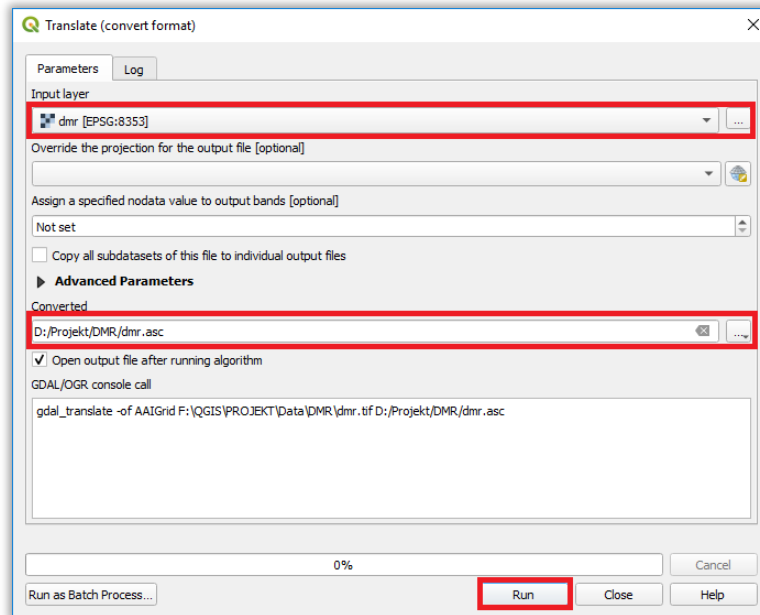 Translate (convert format)
Parameters
Log
Input layer
dmr [EPSG:8353]
...
Override the projection for the output file [optional]
Assign a specified nodata value to output bands [optional]
Not set
Copy all subdatasets of this file to individual output files
Advanced Parameters
Converted
D:/Projekt/DMR/dmr.asc
...
Open output file after running algorithm
GDAL/OGR console call
gdal_translate -of AAIGrid F:\QGIS\PROJEKT\Data\DMR\dmr.tif D:/Projekt/DMR/dmr.asc
0%
Cancel
Run as Batch Process...
Run
Close
Help